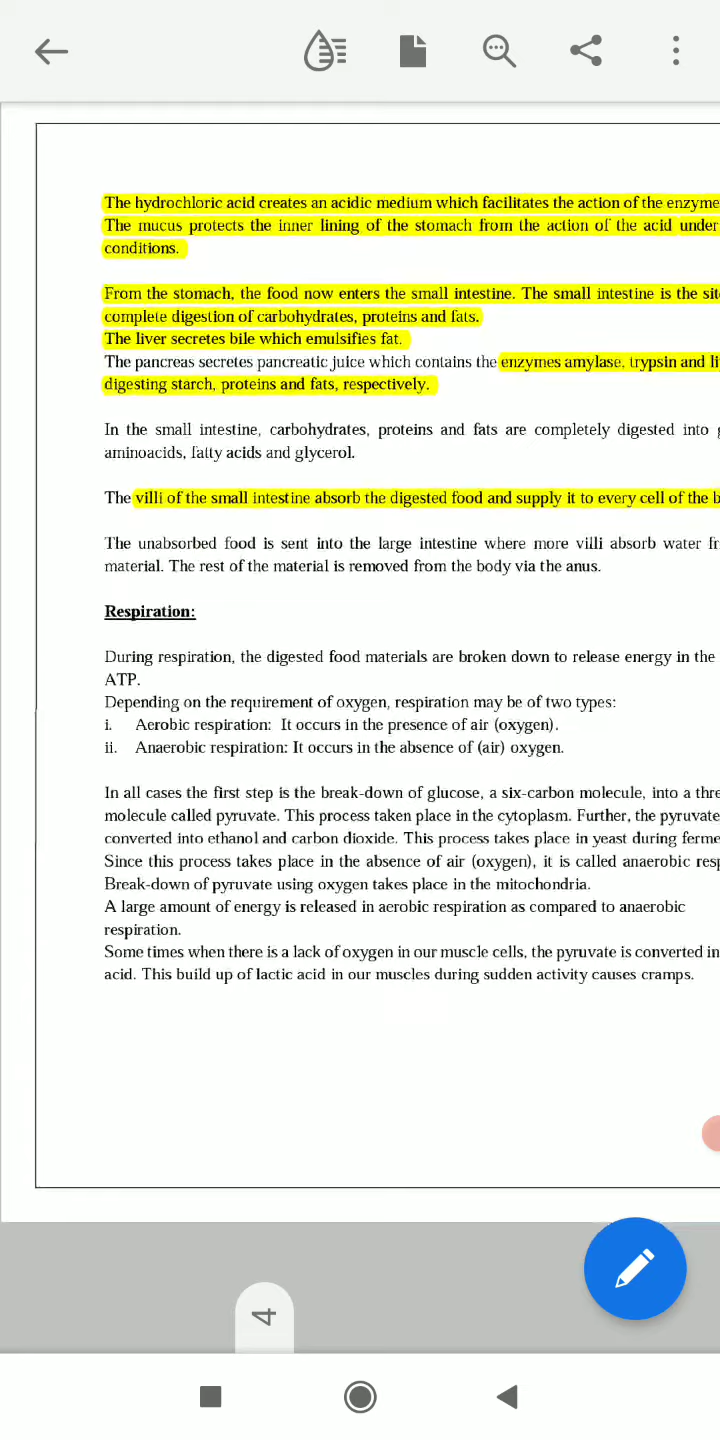 The hydrochloric acid creates an acidic medium which facilitates the action of the enzyme
The mucus protects the inner lining of the stomach from the action of the acid under
conditions.
From the stomach, the food now enters the small intestine. The small intestine is the
complete digestion of carbohydrates, proteins and fats.
The liver secretes bile which emulsifies fat.
The pancreas secretes pancreatic juice which contains the enzymes amylase, trypsin and
digesting starch, proteins and fats, respectively.
In the small intestine, carbohydrates, proteins and fats are completely digested into
aminoacids, fatty acids and glycerol.
The villi of the small intestine absorb the digested food and supply it to every cell of the
The unabsorbed food is sent into the large intestine where more villi absorb water
material. The rest of the material is removed from the body via the anus.
Respiration:
During respiration, the digested food materials are broken down to release energy in the
ATP.
Depending on the requirement of oxygen, respiration may be of two types:
i. Aerobic respiration: It occurs in the presence of air (oxygen).
ii. Anaerobic respiration: It occurs in the absence of (air) oxygen.
In all cases the first step is the break-down of glucose, a six-carbon molecule, into a
molecule called pyruvate. This process taken place in the cytoplasm. Further, the pyruvate
converted into ethanol and carbon dioxide. This process takes place in yeast during
Since this process takes place in the absence of air (oxygen), it is called anaerobic
Break-down of pyruvate using oxygen takes place in the mitochondria.
A large amount of energy is released in aerobic respiration as compared to anaerobic
respiration.
Some times when there is a lack of oxygen in our muscle cells, the pyruvate is converted
acid. This build up of lactic acid in our muscles during sudden activity causes cramps.
4